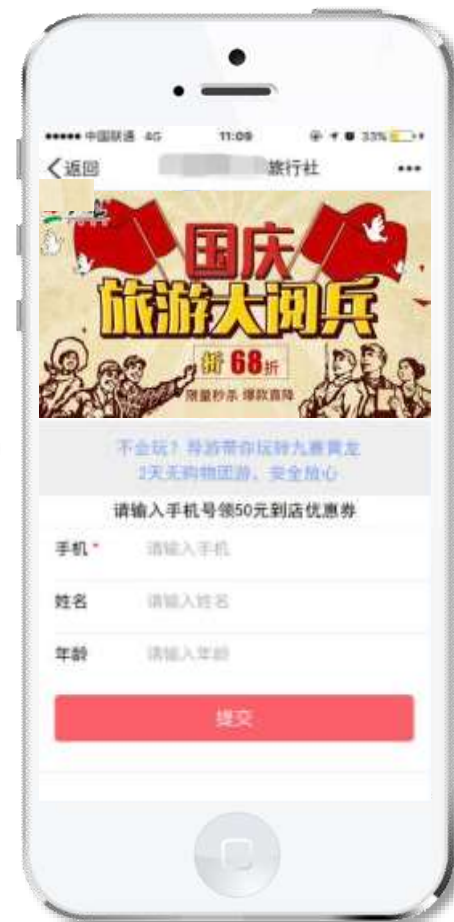 中国联通 4G 11:09 33%
返回 旅行社
国庆
旅游大阅兵
折 68折
限量秒杀 爆款直降
不会玩？导游带你玩转九寨黄龙
2天无购物团游，安全放心
请输入手机号领50元到店优惠券
手机* 请输入手机
姓名 请输入姓名
年龄 请输入年龄
提交